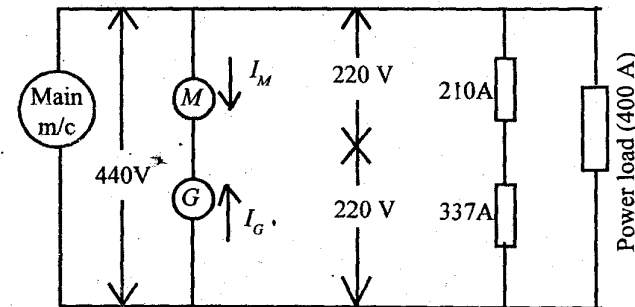 Main
m/c
440V
M
I_M
G
I_G
220 V
220 V
210A
337A
Power load (400 A)